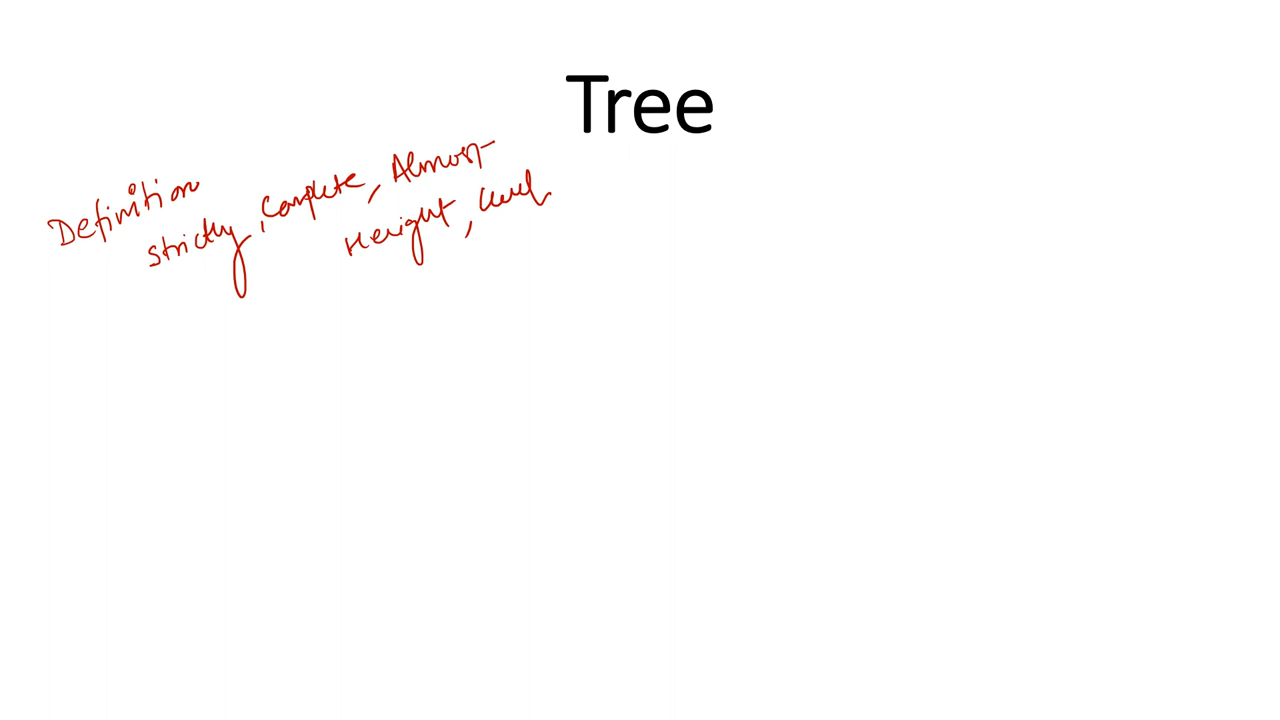 Tree
Definition
Strictly, Complete, Almost
Height, Level